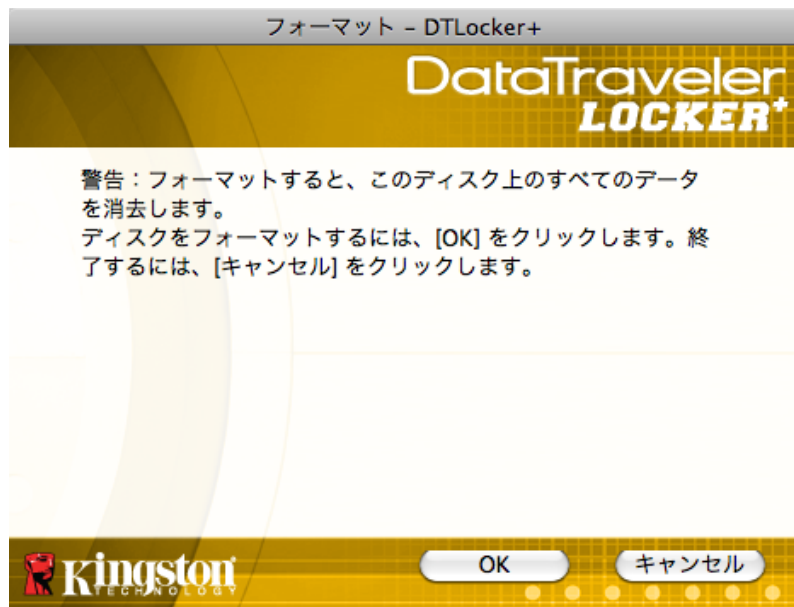 フォーマット – DTLocker+
DataTraveler
LOCKER+
警告：フォーマットすると、このディスク上のすべてのデータ
を消去します。
ディスクをフォーマットするには、[OK] をクリックします。終
了するには、[キャンセル] をクリックします。
Kingston
TECHNOLOGY
OK
キャンセル